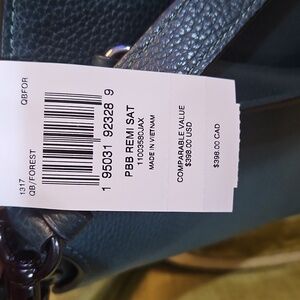 QBFOR
1317
QB/FOREST
1 95031 92328 9
PBB REMI SAT
MADE IN VIETNAM
COMPARABLE VALUE
$398.00 USD
$398.00 CAD